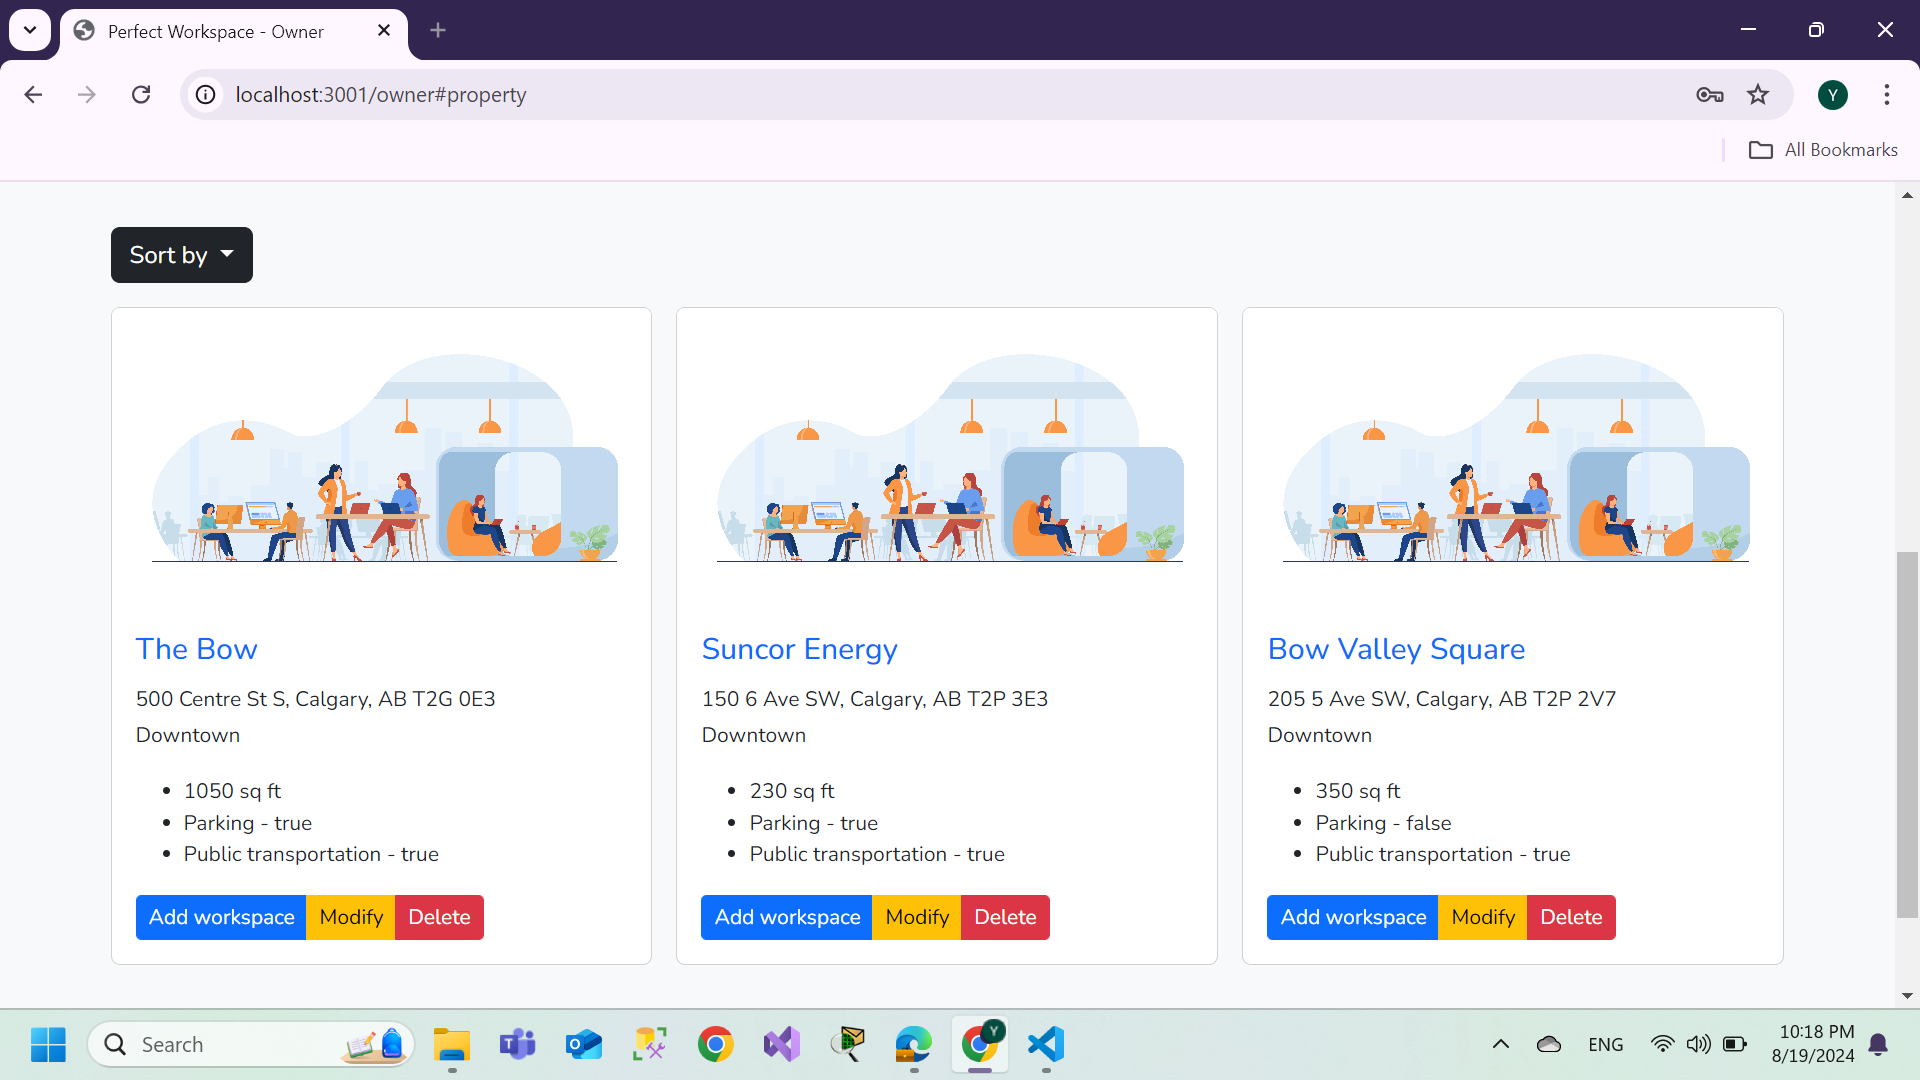 Perfect Workspace - Owner
localhost:3001/owner#property
Y
All Bookmarks
Sort by
The Bow
500 Centre St S, Calgary, AB T2G 0E3
Downtown
1050 sq ft
Parking - true
Public transportation - true
Add workspace Modify Delete
Suncor Energy
150 6 Ave SW, Calgary, AB T2P 3E3
Downtown
230 sq ft
Parking - true
Public transportation - true
Add workspace Modify Delete
Bow Valley Square
205 5 Ave SW, Calgary, AB T2P 2V7
Downtown
350 sq ft
Parking - false
Public transportation - true
Add workspace Modify Delete
Search
Y
ENG
10:18 PM
8/19/2024